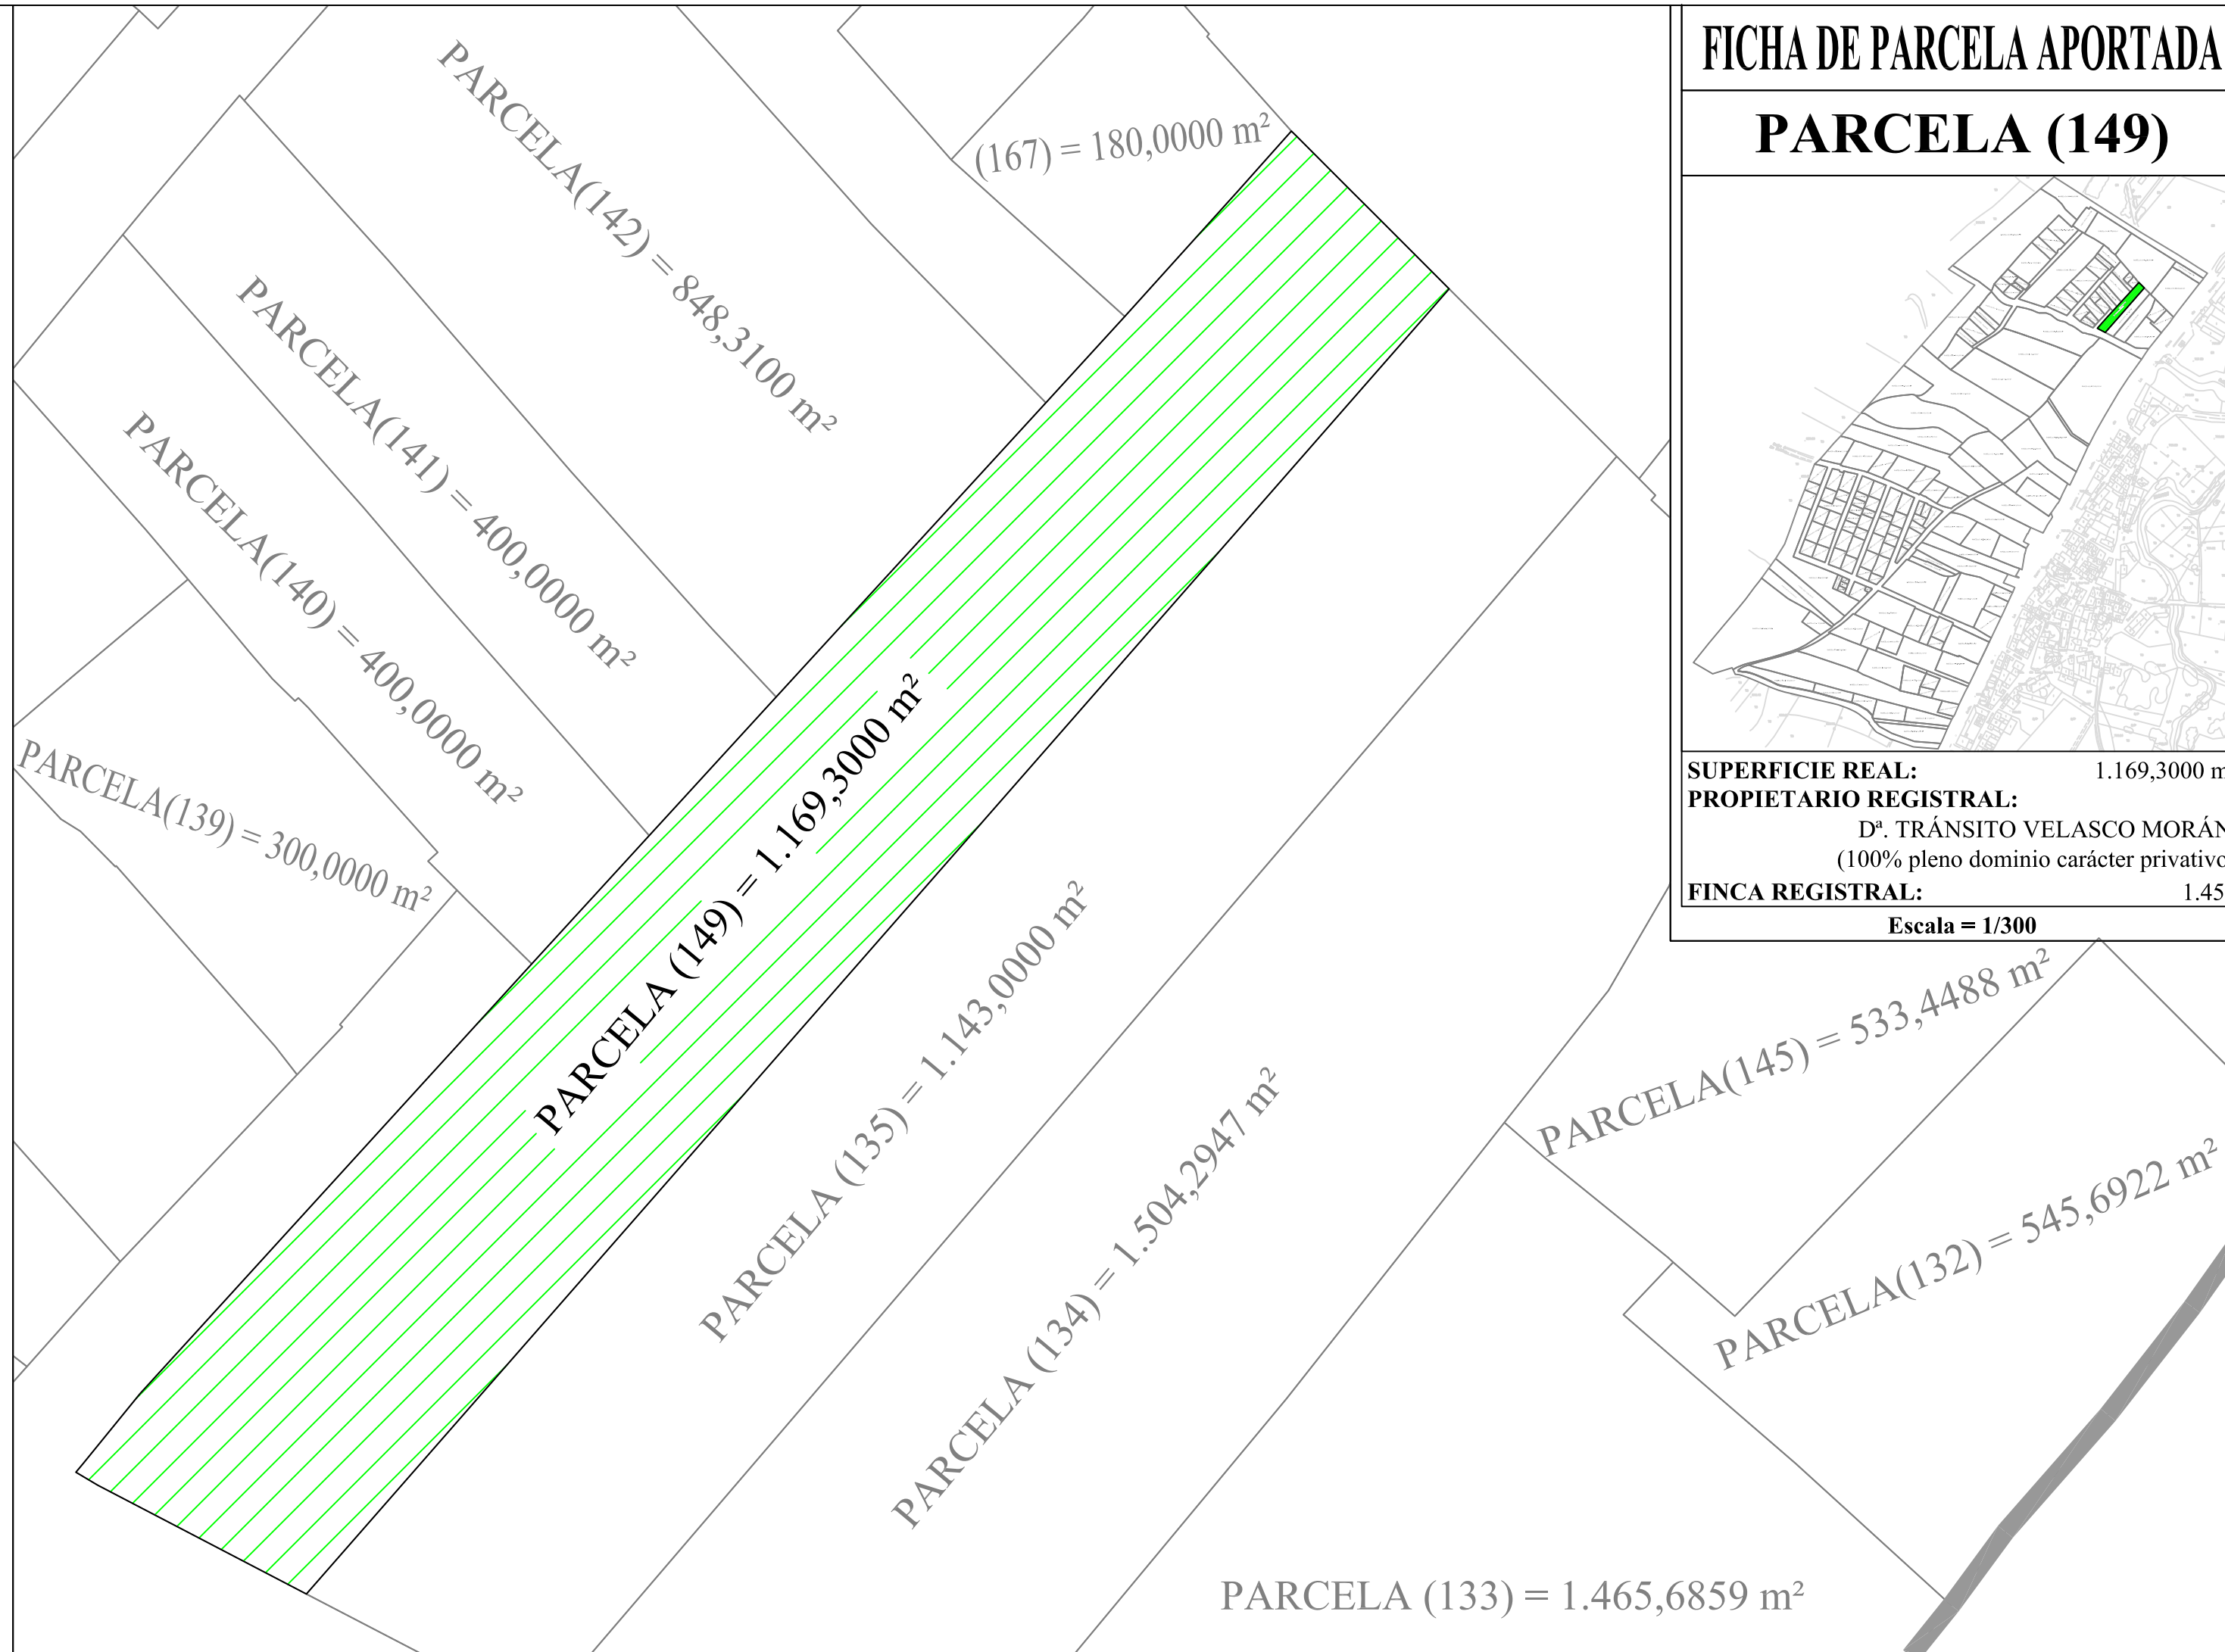 FICHA DE PARCELA APORTADA
PARCELA (149)
SUPERFICIE REAL: 1.169,3000 m
PROPIETARIO REGISTRAL:
Dª. TRÁNSITO VELASCO MORÁN
(100% pleno dominio carácter privativo
FINCA REGISTRAL: 1.45
Escala = 1/300
(167) = 180,0000 m²
PARCELA(142) = 848,3100 m²
PARCELA(141) = 400,0000 m²
PARCELA(140) = 400,0000 m²
PARCELA(139) = 300,0000 m²
PARCELA (149) = 1.169,3000 m²
PARCELA (135) = 1.143,0000 m²
PARCELA (134) = 1.504,2947 m²
PARCELA(145) = 533,4488 m²
PARCELA(132) = 545,6922 m²
PARCELA (133) = 1.465,6859 m²